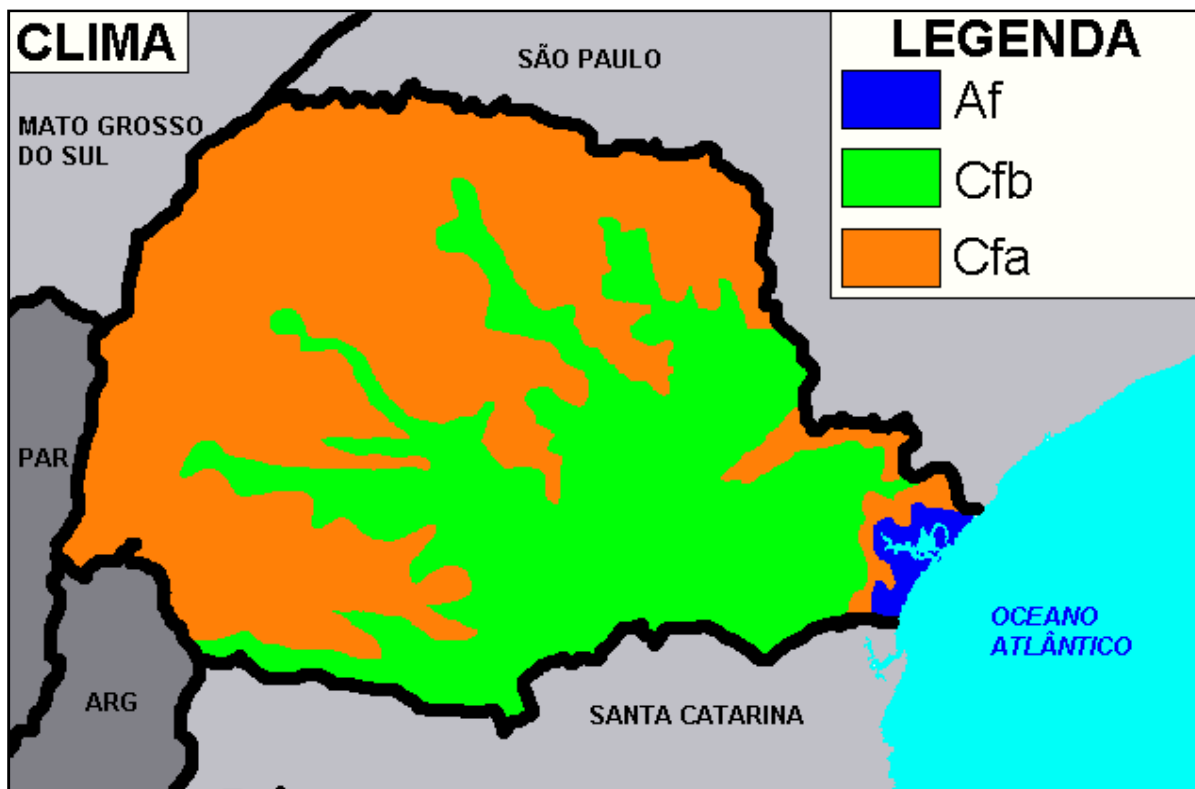 CLIMA
SÃO PAULO
LEGENDA
Af
Cfb
Cfa
MATO GROSSO
DO SUL
PAR
ARG
SANTA CATARINA
OCEANO
ATLÂNTICO